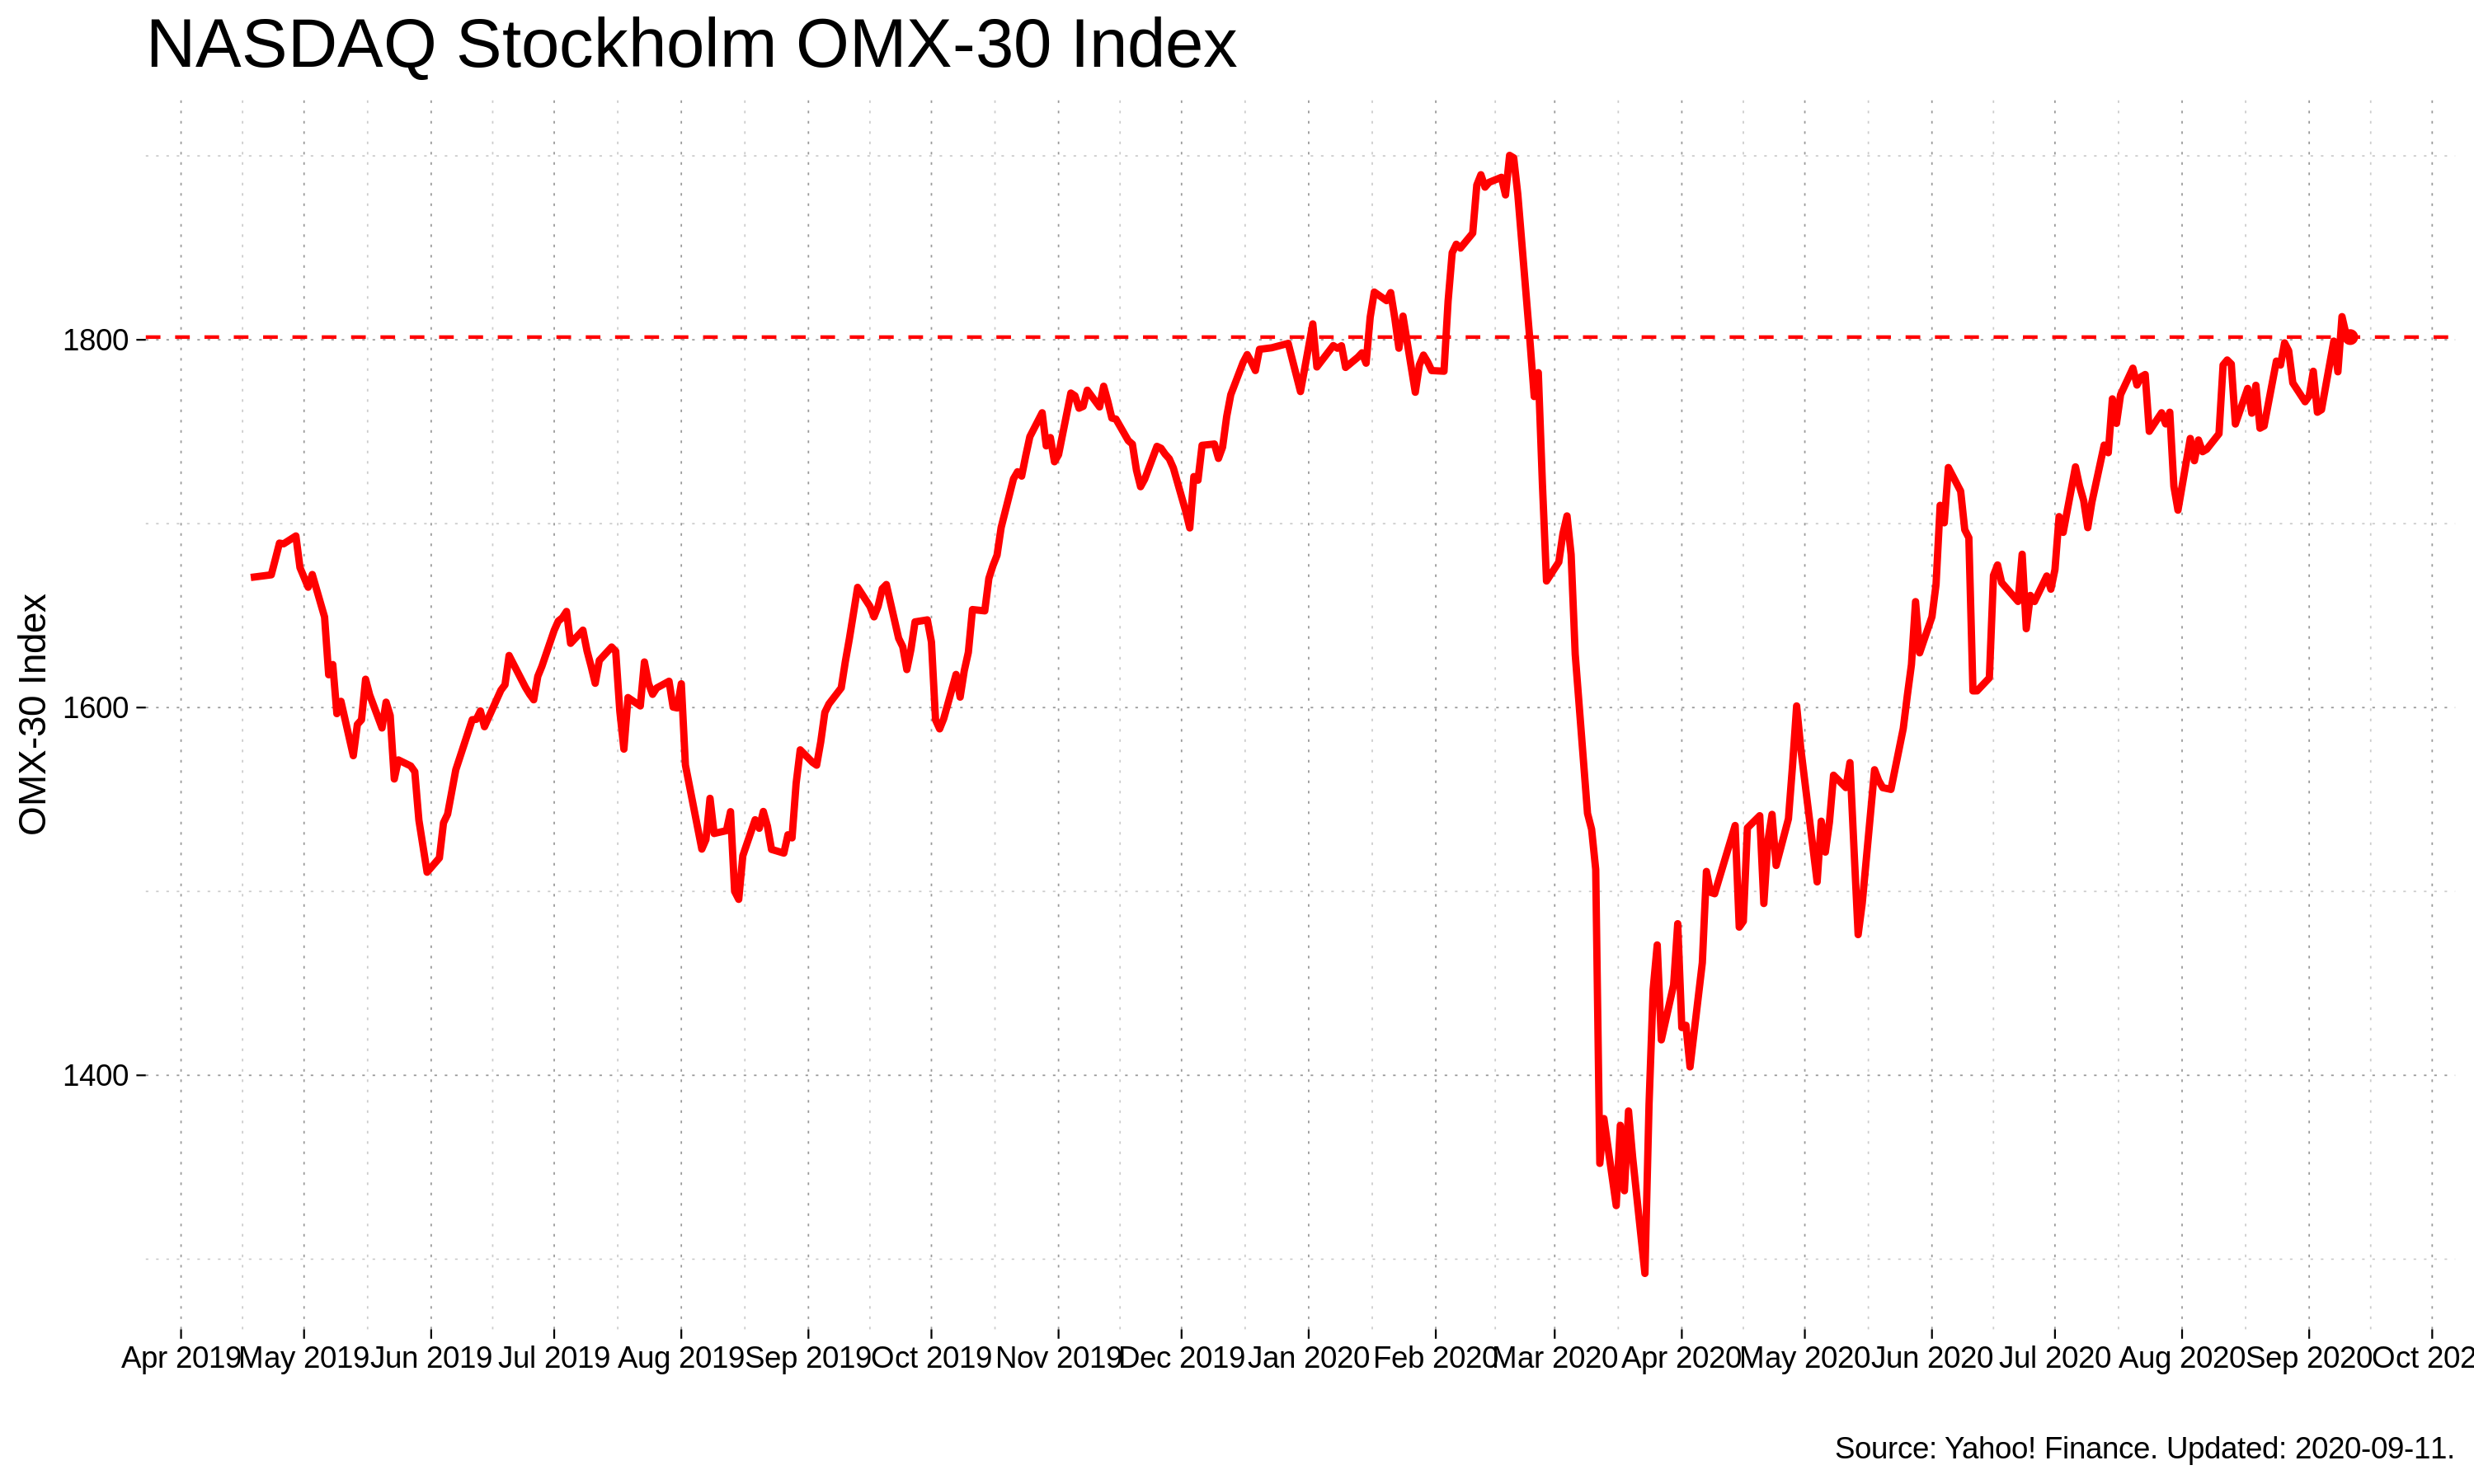 NASDAQ Stockholm OMX-30 Index
OMX-30 Index
1800
1600
1400
Apr 2019 May 2019 Jun 2019 Jul 2019 Aug 2019 Sep 2019 Oct 2019 Nov 2019 Dec 2019 Jan 2020 Feb 2020 Mar 2020 Apr 2020 May 2020 Jun 2020 Jul 2020 Aug 2020 Sep 2020 Oct 202
Source: Yahoo! Finance. Updated: 2020-09-11.